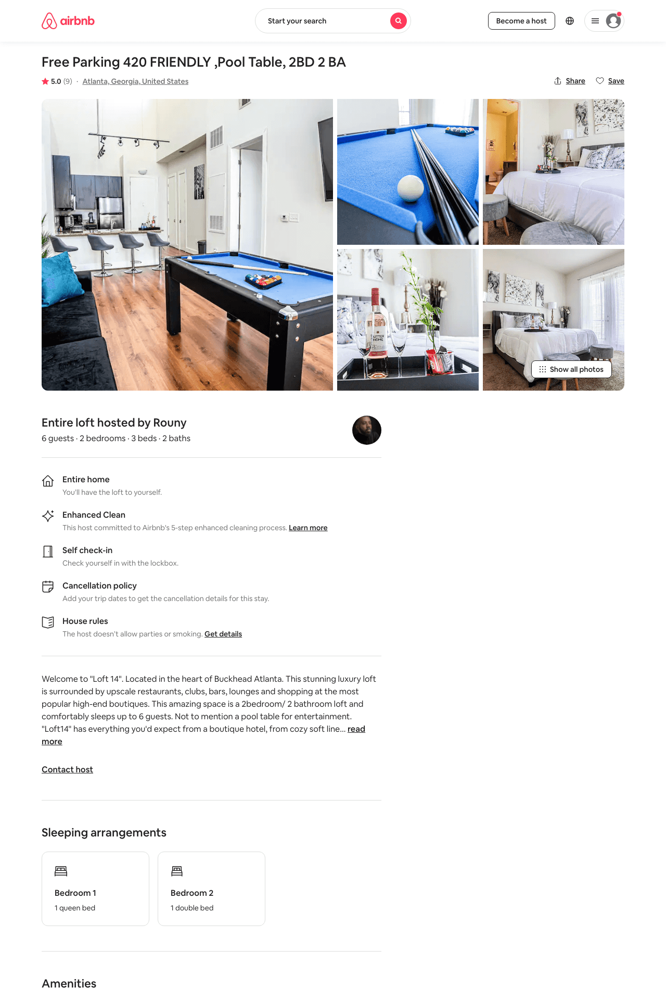 airbnb
Start your search
Become a host
Free Parking 420 FRIENDLY ,Pool Table, 2BD 2 BA
5.0 (9) · Atlanta, Georgia, United States
Share
Save
UTTER
HOME
Show all photos
Entire loft hosted by Rouny
6 guests · 2 bedrooms · 3 beds · 2 baths
Entire home
You’ll have the loft to yourself.
Enhanced Clean
This host committed to Airbnb's 5-step enhanced cleaning process. Learn more
Self check-in
Check yourself in with the lockbox.
Cancellation policy
Add your trip dates to get the cancellation details for this stay.
House rules
The host doesn’t allow parties or smoking. Get details
Welcome to "Loft 14". Located in the heart of Buckhead Atlanta. This stunning luxury loft
is surrounded by upscale restaurants, clubs, bars, lounges and shopping at the most
popular high-end boutiques. This amazing space is a 2bedroom/ 2 bathroom loft and
comfortably sleeps up to 6 guests. Not to mention a pool table for entertainment.
"Loft14" has everything you'd expect from a boutique hotel, from cozy soft line... read
more
Contact host
Sleeping arrangements
Bedroom 1
1 queen bed
Bedroom 2
1 double bed
Amenities